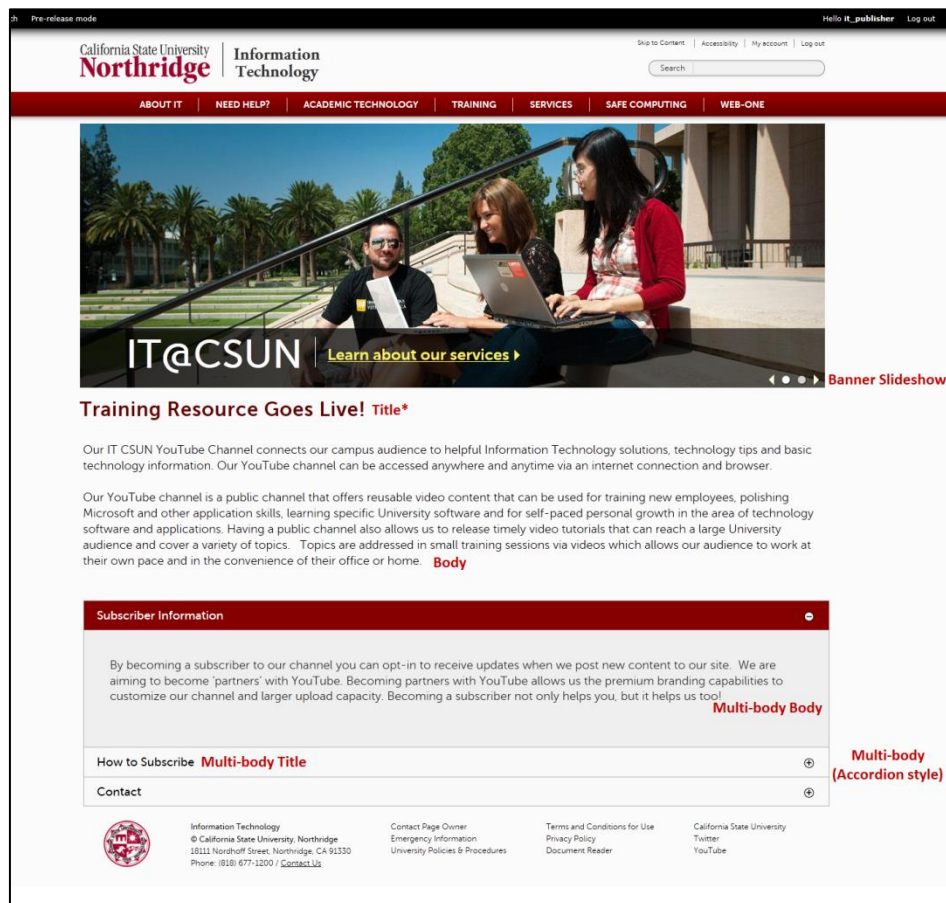 ch Pre-release mode Hello it_publisher Log out
California State University
Northridge
Information
Technology
Skip to Content | Accessibility | My account | Log out
Search
ABOUT IT | NEED HELP? | ACADEMIC TECHNOLOGY | TRAINING | SERVICES | SAFE COMPUTING | WEB-ONE
IT@CSUN | Learn about our services
Banner Slideshow
Training Resource Goes Live! Title*
Our IT CSUN YouTube Channel connects our campus audience to helpful Information Technology solutions, technology tips and basic
technology information. Our YouTube channel can be accessed anywhere and anytime via an internet connection and browser.
Our YouTube channel is a public channel that offers reusable video content that can be used for training new employees, polishing
Microsoft and other application skills, learning specific University software and for self-paced personal growth in the area of technology
software and applications. Having a public channel also allows us to release timely video tutorials that can reach a large University
audience and cover a variety of topics. Topics are addressed in small training sessions via videos which allows our audience to work at
their own pace and in the convenience of their office or home. Body
Subscriber Information
By becoming a subscriber to our channel you can opt-in to receive updates when we post new content to our site. We are
aiming to become 'partners' with YouTube. Becoming partners with YouTube allows us the premium branding capabilities to
customize our channel and larger upload capacity. Becoming a subscriber not only helps you, but it helps us too!
Multi-body Body
How to Subscribe Multi-body Title
Multi-body
(Accordion style)
Contact
Information Technology
© California State University, Northridge
18111 Nordhoff Street, Northridge, CA 91330
Phone: (818) 677-1200 / Contact Us
Contact Page Owner
Emergency Information
University Policies & Procedures
Terms and Conditions for Use
Privacy Policy
Document Reader
California State University
Twitter
YouTube